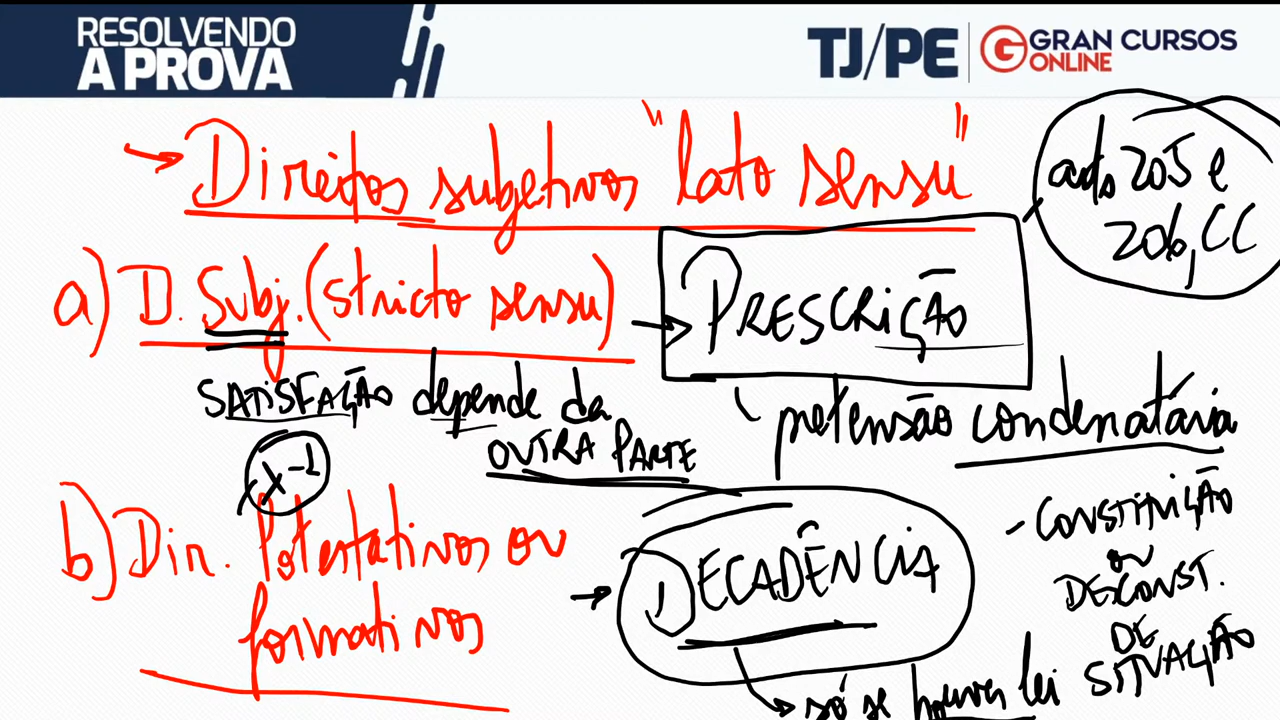 RESOLVENDO
A PROVA
TJ/PE
GRAN CURSOS
ONLINE
→ Direitos subjetivos "lato sensu"
arts 205 e
206, CC
a) D. Subj. (stricto sensu) → PRESCRIÇÃO
SATISFAÇÃO depende da
OUTRA PARTE
pretensão condenatória
b) Dir. Potestativos ou
formativos
→ DECADÊNCIA
- CONSTITUIÇÃO
OU
DESCONST.
DE
SITUAÇÃO
→ só se houver lei